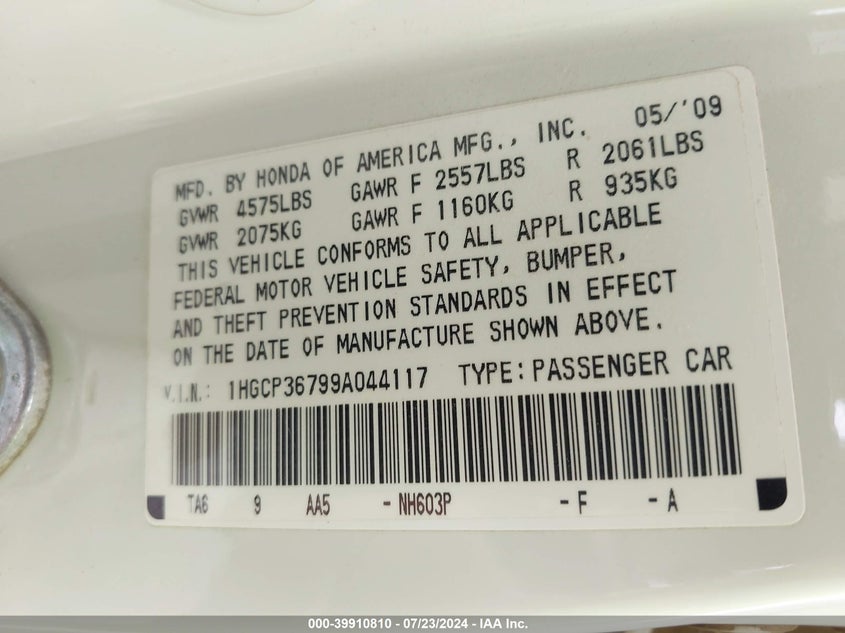 MFD. BY HONDA OF AMERICA MFG., INC. 05/'09
GVWR 4575LBS GAWR F 2557LBS R 2061LBS
GVWR 2075KG GAWR F 1160KG R 935KG
THIS VEHICLE CONFORMS TO ALL APPLICABLE
FEDERAL MOTOR VEHICLE SAFETY, BUMPER,
AND THEFT PREVENTION STANDARDS IN EFFECT
ON THE DATE OF MANUFACTURE SHOWN ABOVE.
V.I.N.: 1HGCP36799A044117 TYPE: PASSENGER CAR
TA6 9 AA5 -NH603P -F -A
000-39910810 - 07/23/2024 - IAA Inc.